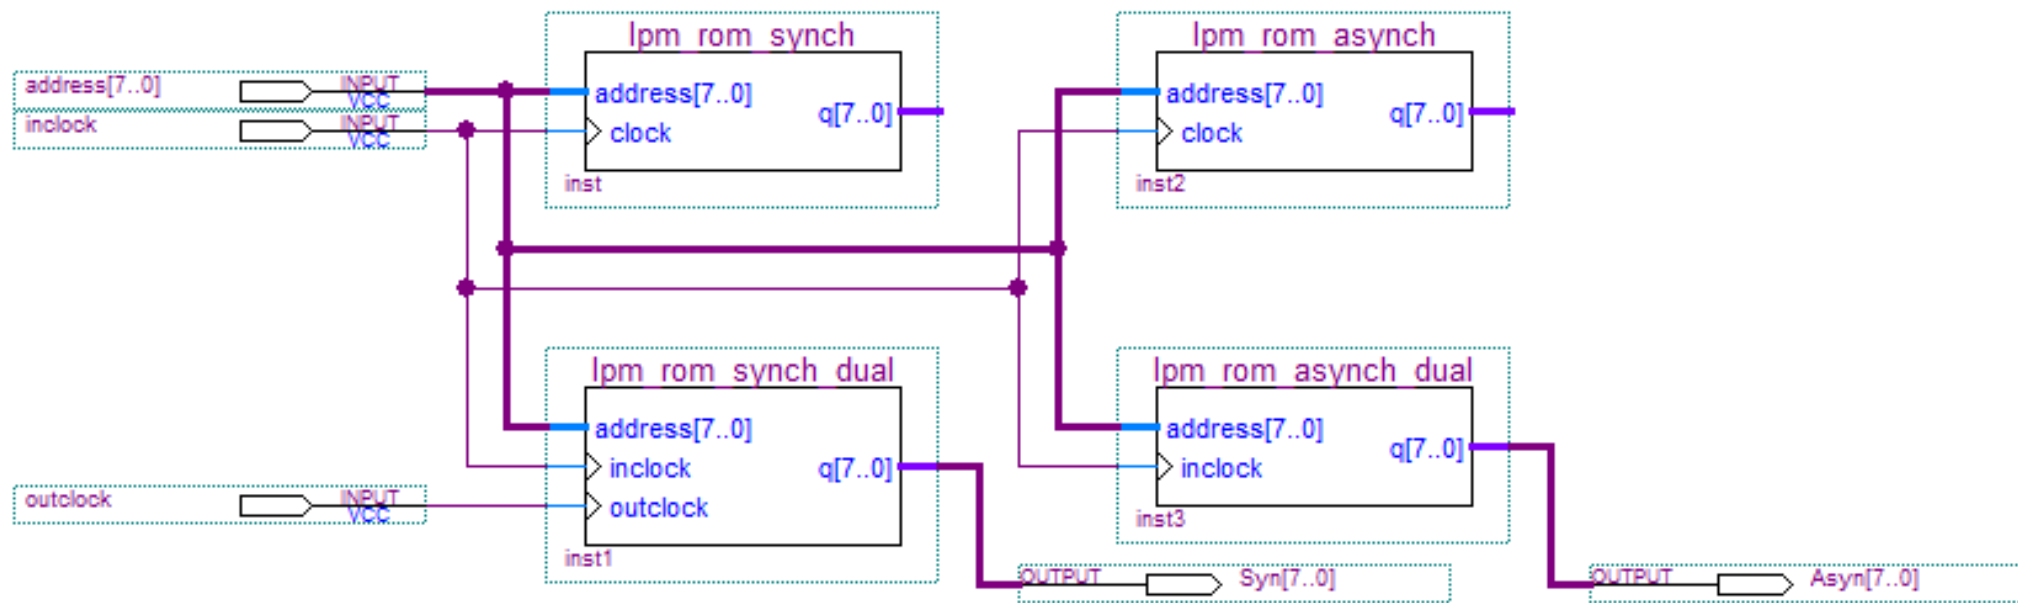 lpm_rom_synch
lpm_rom_asynch
address[7..0]
INPUT
VCC
address[7..0]
q[7..0]
address[7..0]
q[7..0]
inclock
INPUT
VCC
clock
clock
inst
inst2
lpm_rom_synch_dual
lpm_rom_asynch_dual
address[7..0]
address[7..0]
q[7..0]
inclock
q[7..0]
inclock
outclock
INPUT
VCC
outclock
inst3
inst1
OUTPUT
Syn[7..0]
OUTPUT
Asyn[7..0]